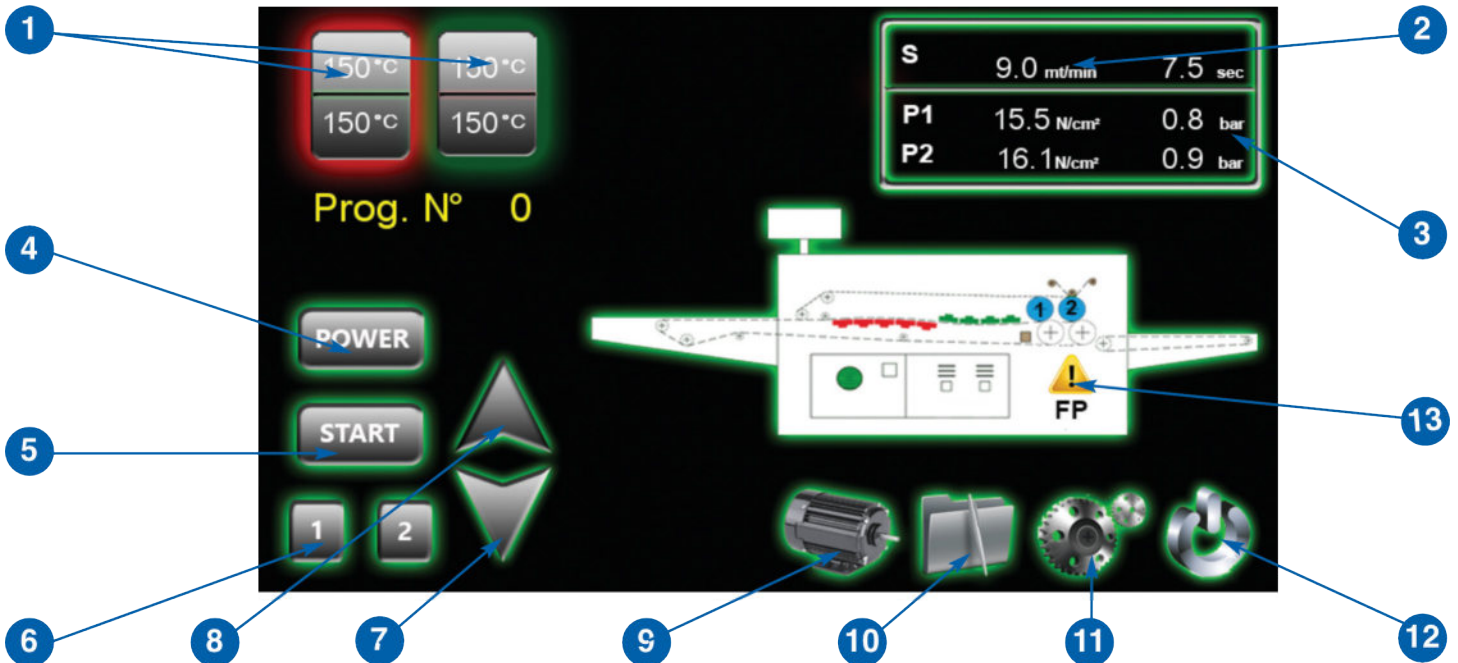 1
2
150°C 150°C
150°C 150°C
S 9.0 mt/min 7.5 sec
P1 15.5 N/cm² 0.8 bar
P2 16.1 N/cm² 0.9 bar
Prog. N° 0
3
4
1 2
POWER
FP
13
START
5
1 2
6
8
7
9
10
11
12